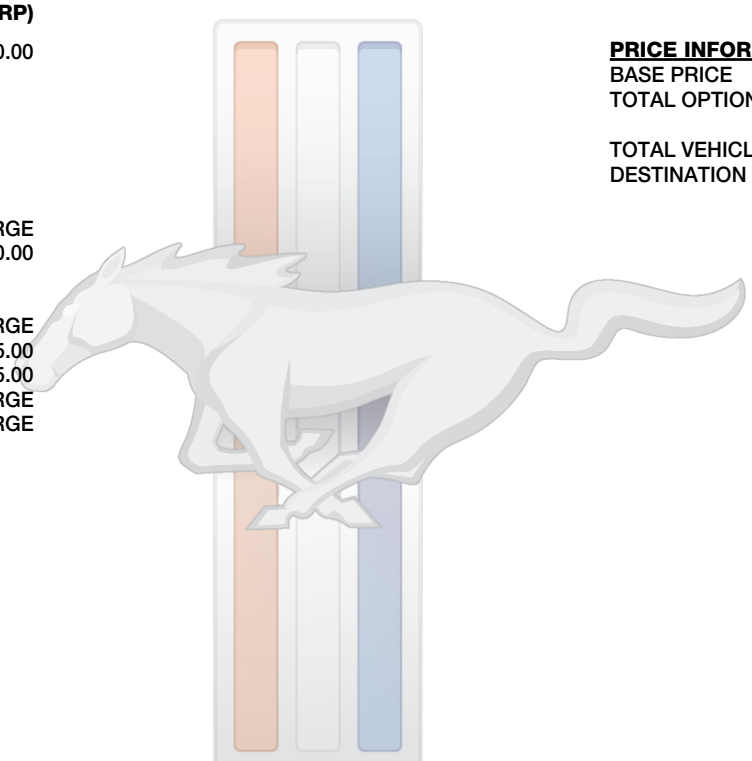 RP)
0.00
RGE
0.00
RGE
5.00
5.00
RGE
RGE
PRICE INFOR
BASE PRICE
TOTAL OPTION
TOTAL VEHICL
DESTINATION